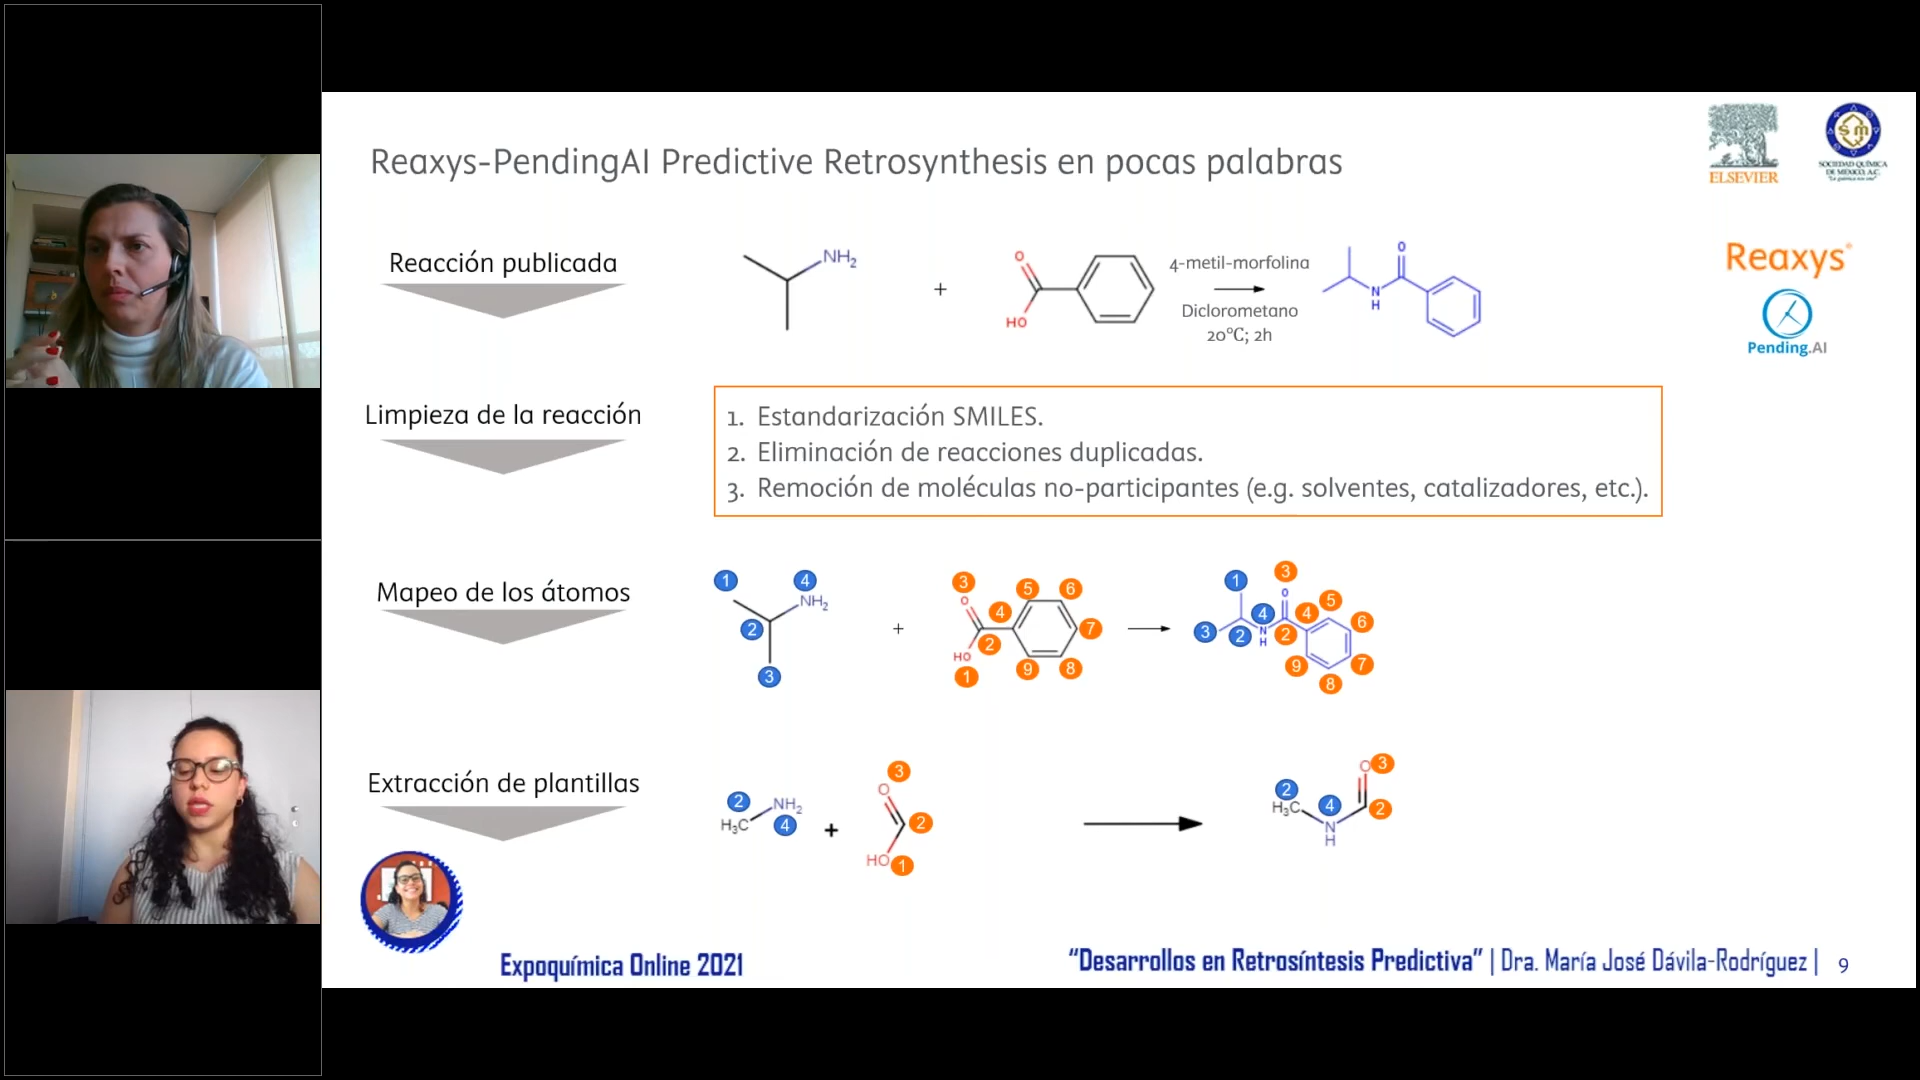 Reaxys-PendingAI Predictive Retrosynthesis en pocas palabras
ELSEVIER
SQM
SOCIEDAD QUÍMICA
DE MÉXICO, A.C.
Reaxys®
Pending.AI
Reacción publicada
NH2
+
O
HO
4-metil-morfolina
Diclorometano
20°C; 2h
O
N
H
Limpieza de la reacción
1. Estandarización SMILES.
2. Eliminación de reacciones duplicadas.
3. Remoción de moléculas no-participantes (e.g. solventes, catalizadores, etc.).
Mapeo de los átomos
1
4
NH2
2
3
+
3
O
5
6
4
7
2
HO
1
9
8
1
3
O
5
4
4
6
3
2
N
H
2
9
7
8
Extracción de plantillas
2
NH2
H3C
4
+
3
O
2
HO
1
O
3
2
H3C
4
2
N
H
Expoquímica Online 2021
“Desarrollos en Retrosíntesis Predictiva” | Dra. María José Dávila-Rodríguez |
9